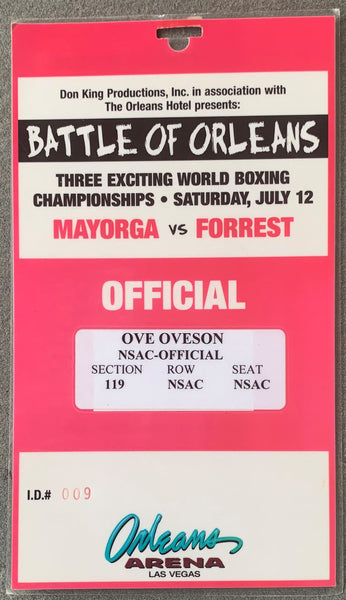 Don King Productions, Inc. in association with
The Orleans Hotel presents:
BATTLE OF ORLEANS
THREE EXCITING WORLD BOXING
CHAMPIONSHIPS • SATURDAY, JULY 12
MAYORGA vs FORREST
OFFICIAL
OVE OVESON
NSAC-OFFICIAL
SECTION ROW SEAT
119 NSAC NSAC
I.D.# 009
Orleans
ARENA
LAS VEGAS